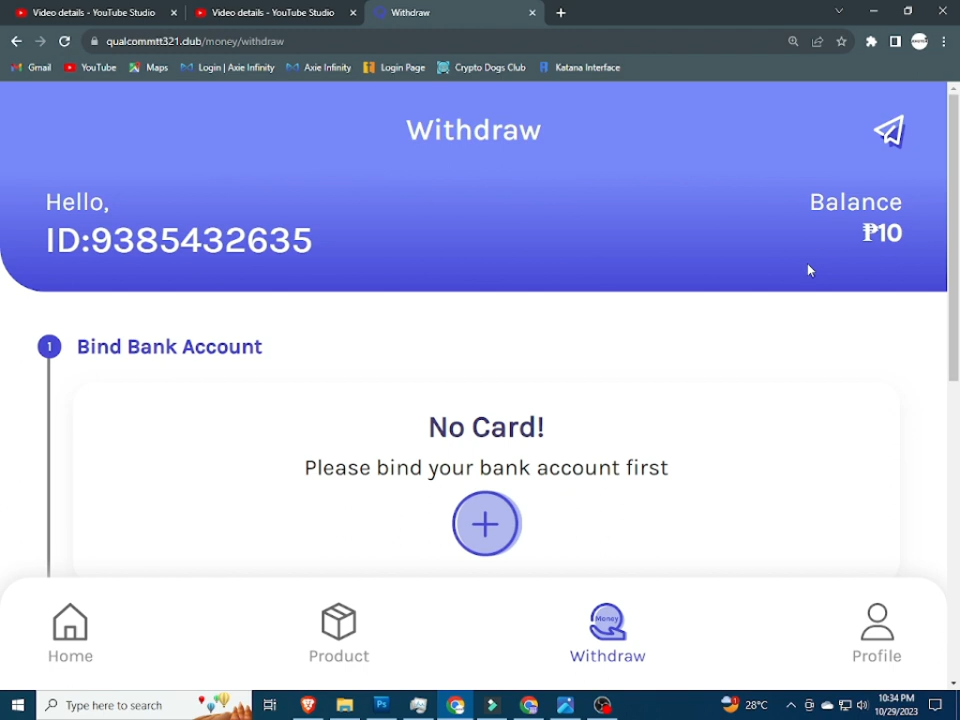 Video details - YouTube Studio
Video details - YouTube Studio
Withdraw
qualcommtt321.club/money/withdraw
Gmail
YouTube
Maps
Login | Axie Infinity
Axie Infinity
Login Page
Crypto Dogs Club
Katana Interface
Withdraw
Hello,
Balance
ID:9385432635
₱10
1
Bind Bank Account
No Card!
Please bind your bank account first
Money
Home
Product
Withdraw
Profile
Type here to search
28°C
10:34 PM
10/29/2023